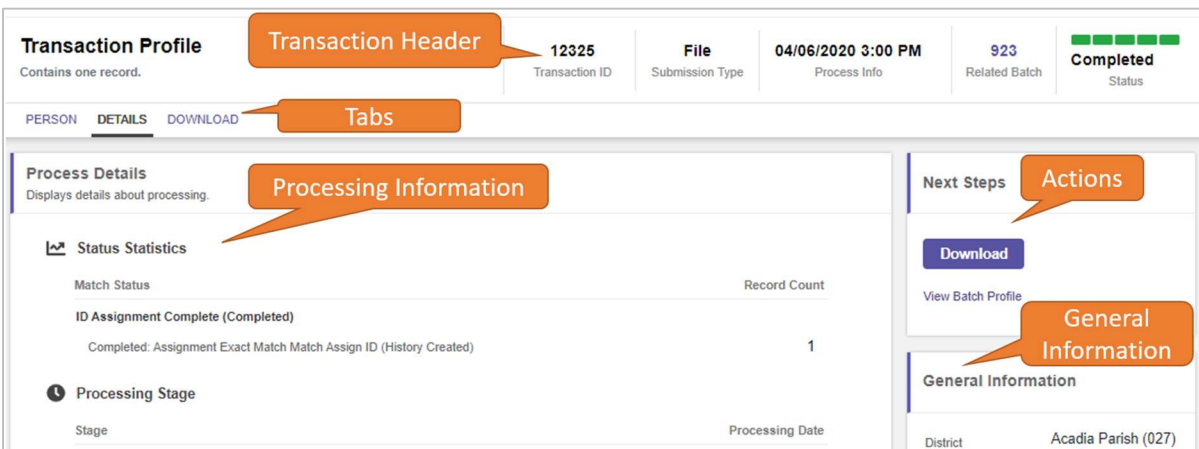 Transaction Profile
Contains one record.
Transaction Header
12325
Transaction ID
File
Submission Type
04/06/2020 3:00 PM
Process Info
923
Related Batch
Completed
Status
PERSON DETAILS DOWNLOAD
Tabs
Process Details
Displays details about processing.
Processing Information
Status Statistics
Match Status Record Count
ID Assignment Complete (Completed)
Completed: Assignment Exact Match Match Assign ID (History Created) 1
Processing Stage
Stage Processing Date
Next Steps
Actions
Download
View Batch Profile
General
Information
General Information
District Acadia Parish (027)